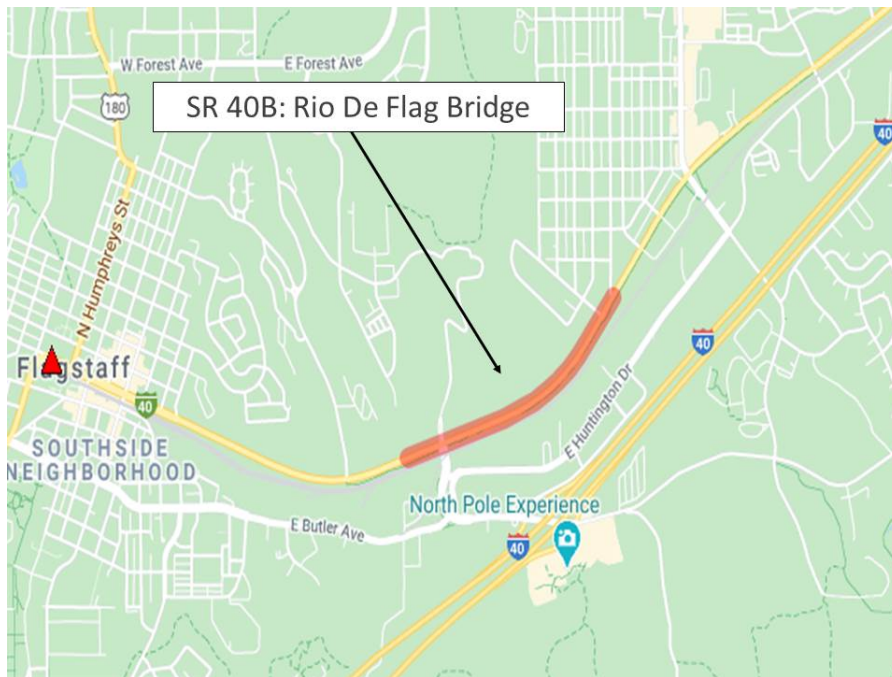 W Forest Ave
E Forest Ave
180
SR 40B: Rio De Flag Bridge
40
N Humphreys St
40
Flagstaff
40
SOUTHSIDE
NEIGHBORHOOD
E Huntington Dr
North Pole Experience
E Butler Ave
40